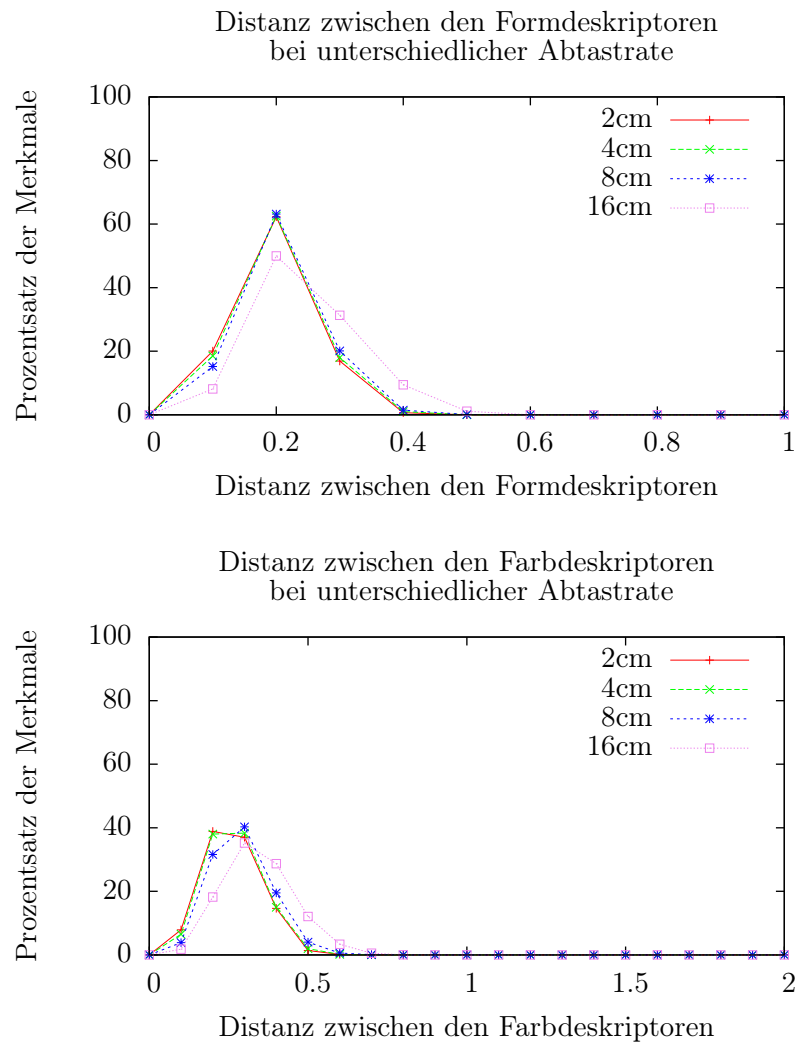 Distanz zwischen den Formdeskriptoren
bei unterschiedlicher Abtastrate
Prozentsatz der Merkmale
100
80
60
40
20
0
2cm
4cm
8cm
16cm
0 0.2 0.4 0.6 0.8 1
Distanz zwischen den Formdeskriptoren
Distanz zwischen den Farbdeskriptoren
bei unterschiedlicher Abtastrate
Prozentsatz der Merkmale
100
80
60
40
20
0
2cm
4cm
8cm
16cm
0 0.5 1 1.5 2
Distanz zwischen den Farbdeskriptoren